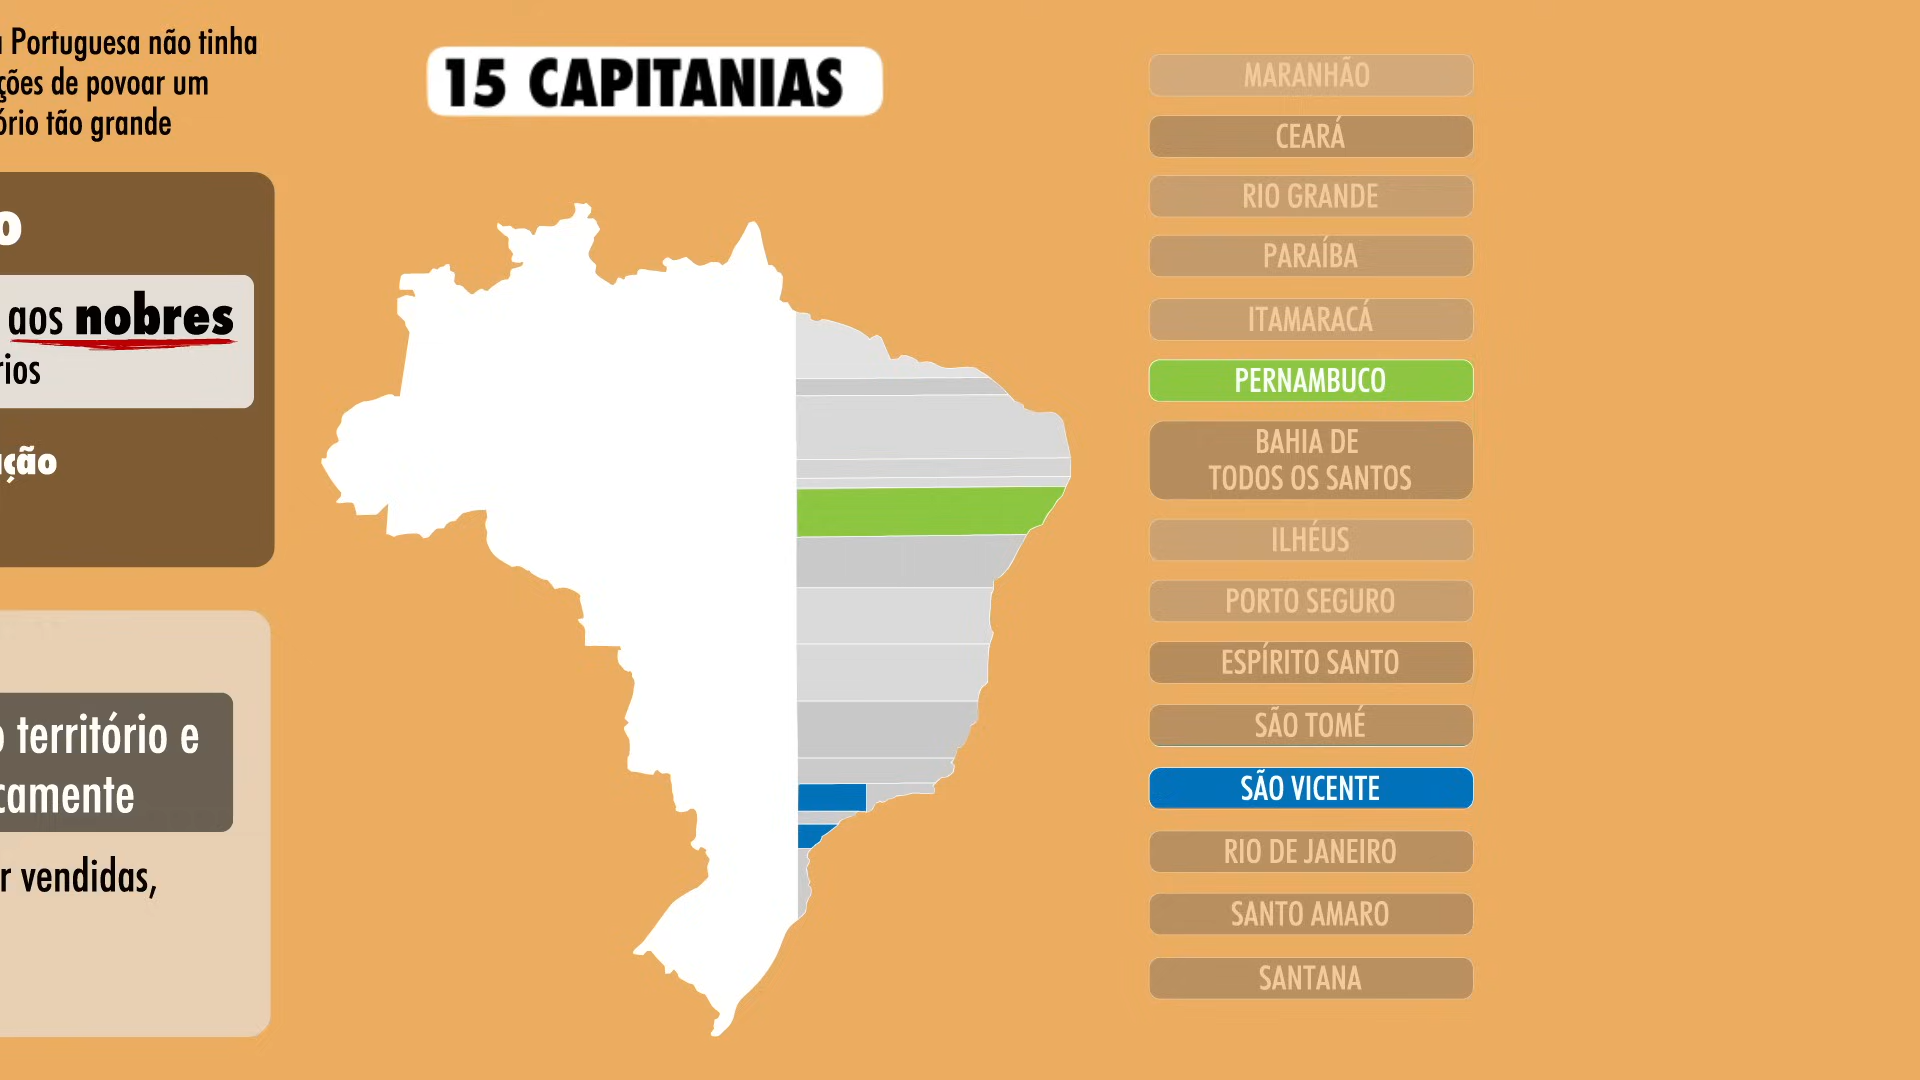 Portuguesa não tinha
ções de povoar um
ório tão grande
o
aos nobres
rios
ação
o território e
camente
r vendidas,
15 CAPITANIAS
MARANHÃO
CEARÁ
RIO GRANDE
PARAÍBA
ITAMARACÁ
PERNAMBUCO
BAHIA DE
TODOS OS SANTOS
ILHÉUS
PORTO SEGURO
ESPÍRITO SANTO
SÃO TOMÉ
SÃO VICENTE
RIO DE JANEIRO
SANTO AMARO
SANTANA